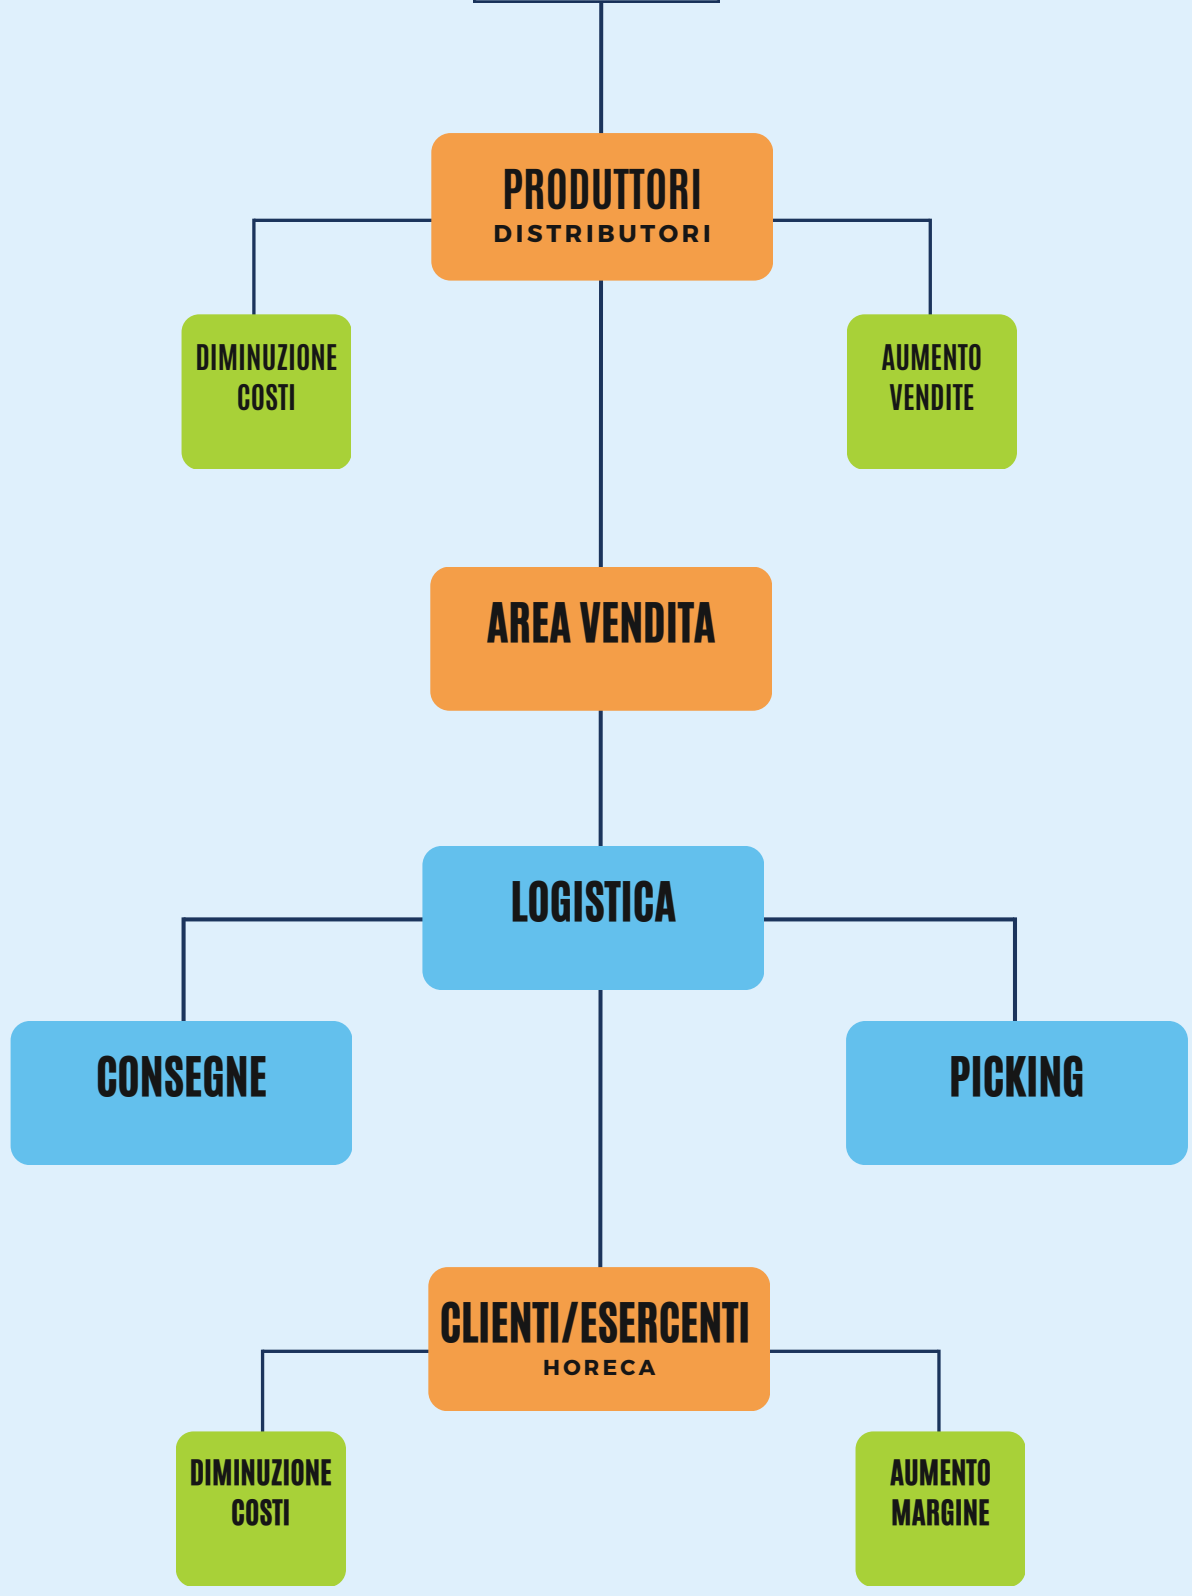 PRODUTTORI
DISTRIBUTORI
DIMINUZIONE
COSTI
AUMENTO
VENDITE
AREA VENDITA
LOGISTICA
CONSEGNE
PICKING
CLIENTI/ESERCENTI
HORECA
DIMINUZIONE
COSTI
AUMENTO
MARGINE